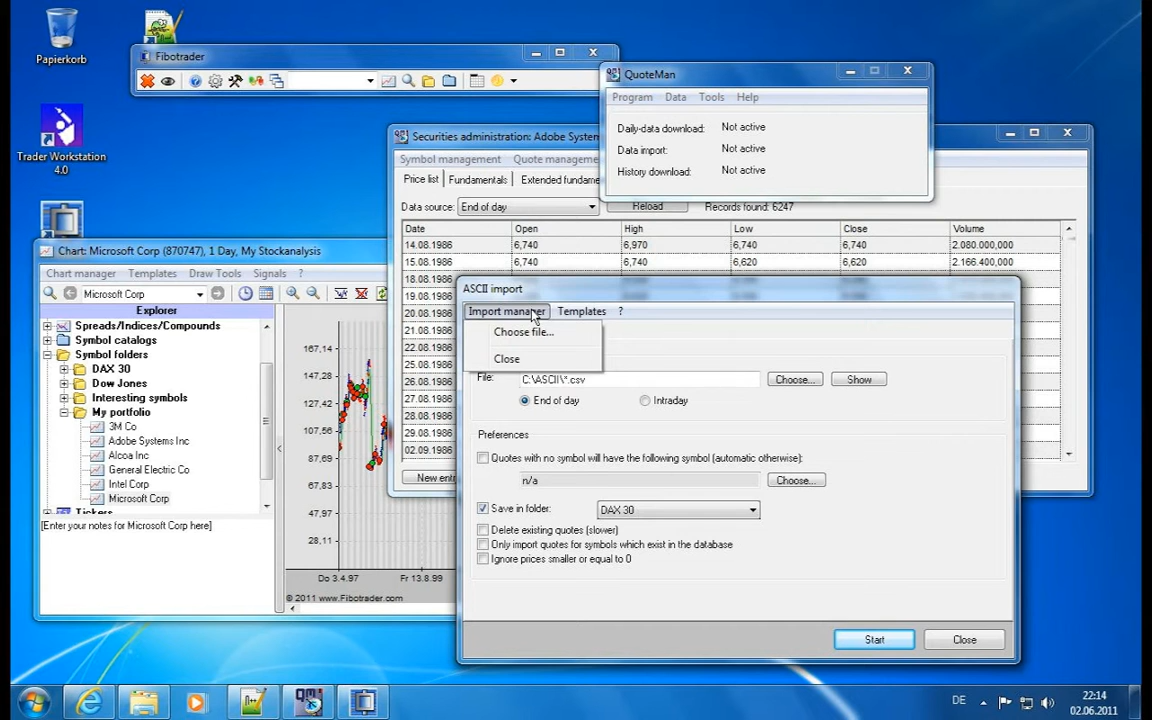 Papierkorb
Fibotrader
QuoteMan
Program Data Tools Help
Daily-data download: Not active
Data import: Not active
History download: Not active
Trader Workstation
4.0
Securities administration: Adobe System
Symbol management Quote manageme
Price list Fundamentals Extended fundame
Data source: End of day Reload Records found: 6247
Date Open High Low Close Volume
14.08.1986 6,740 6,970 6,740 6,740 2.080.000,000
15.08.1986 6,740 6,740 6,620 6,620 2.166.400,000
18.08.1986
19.08.1986
20.08.1986
21.08.1986
22.08.1986
25.08.1986
26.08.1986
27.08.1986
28.08.1986
29.08.1986
02.09.1986
New entr
Chart: Microsoft Corp (870747), 1 Day, My Stockanalysis
Chart manager Templates Draw Tools Signals ?
Microsoft Corp
Explorer
Spreads/Indices/Compounds
Symbol catalogs
Symbol folders
DAX 30
Dow Jones
Interesting symbols
My portfolio
3M Co
Adobe Systems Inc
Alcoa Inc
General Electric Co
Intel Corp
Microsoft Corp
Tickers
[Enter your notes for Microsoft Corp here]
167,14
147,28
127,42
107,56
87,69
67,83
47,97
28,11
Do 3.4.97 Fr 13.8.99
© 2011 www.Fibotrader.com
ASCII import
Import manager Templates ?
Choose file...
Close
File: C:\ASCII\*.csv Choose... Show
End of day Intraday
Preferences
Quotes with no symbol will have the following symbol (automatic otherwise):
n/a Choose...
Save in folder: DAX 30
Delete existing quotes (slower)
Only import quotes for symbols which exist in the database
Ignore prices smaller or equal to 0
Start Close
DE
22:14
02.06.2011